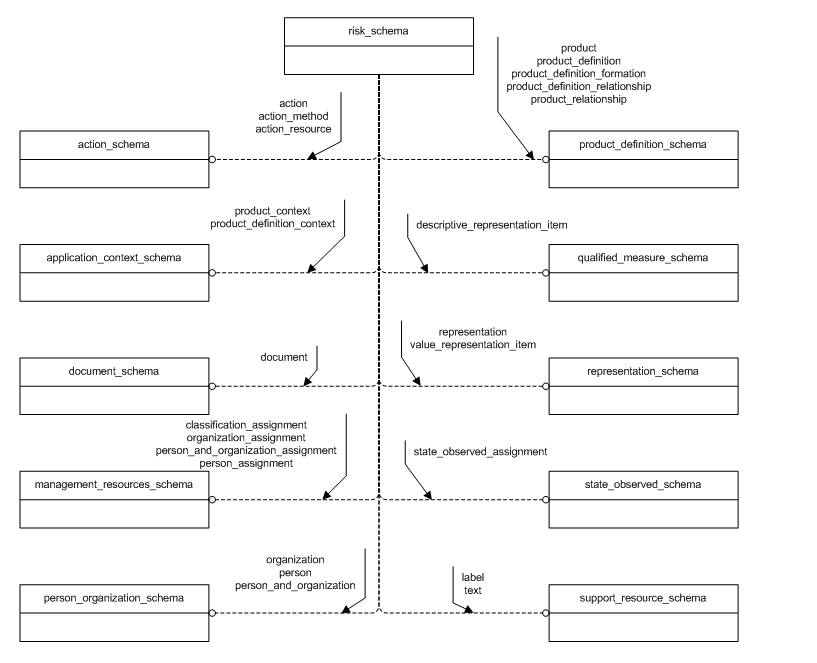 risk_schema
product
product_definition
product_definition_formation
product_definition_relationship
product_relationship
action
action_method
action_resource
action_schema
product_definition_schema
product_context
product_definition_context
descriptive_representation_item
application_context_schema
qualified_measure_schema
document
representation
value_representation_item
document_schema
representation_schema
classification_assignment
organization_assignment
person_and_organization_assignment
person_assignment
state_observed_assignment
management_resources_schema
state_observed_schema
organization
person
person_and_organization
label
text
person_organization_schema
support_resource_schema